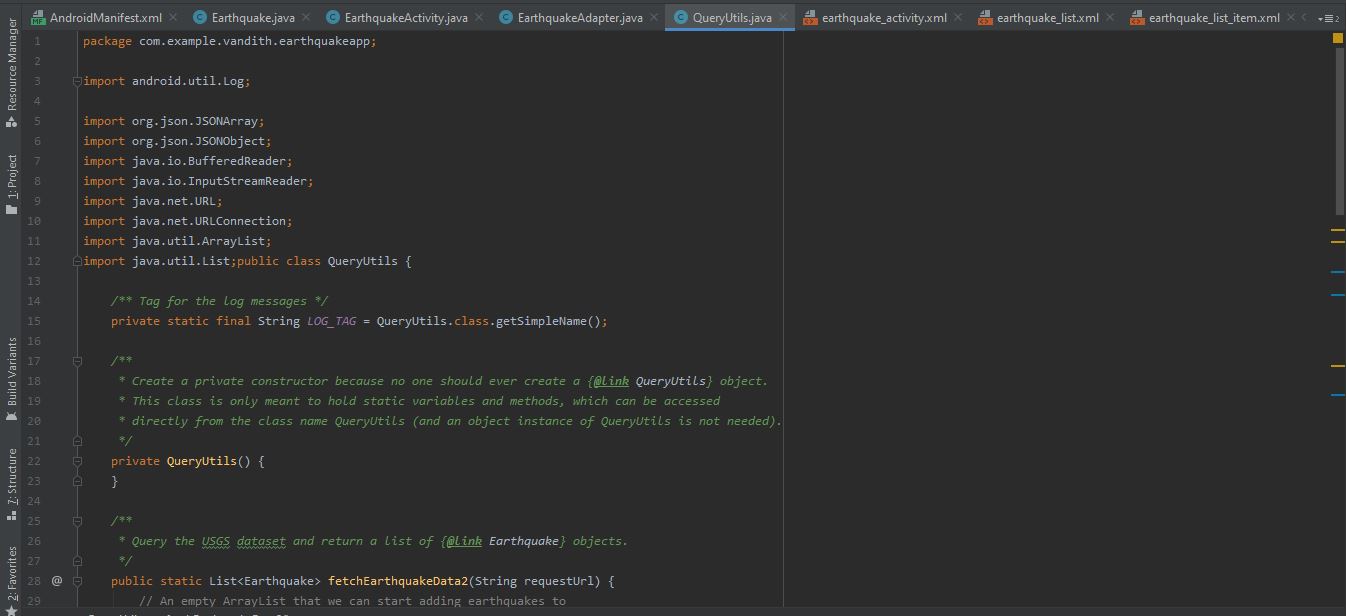 AndroidManifest.xml
Earthquake.java
EarthquakeActivity.java
EarthquakeAdapter.java
QueryUtils.java
earthquake_activity.xml
earthquake_list.xml
earthquake_list_item.xml
2
Resource Manager
1: Project
Build Variants
7: Structure
2: Favorites
1 package com.example.vandith.earthquakeapp;
2
3 import android.util.Log;
4
5 import org.json.JSONArray;
6 import org.json.JSONObject;
7 import java.io.BufferedReader;
8 import java.io.InputStreamReader;
9 import java.net.URL;
10 import java.net.URLConnection;
11 import java.util.ArrayList;
12 import java.util.List;public class QueryUtils {
13
14 /** Tag for the log messages */
15 private static final String LOG_TAG = QueryUtils.class.getSimpleName();
16
17 /**
18 * Create a private constructor because no one should ever create a {@link QueryUtils} object.
19 * This class is only meant to hold static variables and methods, which can be accessed
20 * directly from the class name QueryUtils (and an object instance of QueryUtils is not needed).
21 */
22 private QueryUtils() {
23 }
24
25 /**
26 * Query the USGS dataset and return a list of {@link Earthquake} objects.
27 */
28 @ public static List<Earthquake> fetchEarthquakeData2(String requestUrl) {
29 // An empty ArrayList that we can start adding earthquakes to